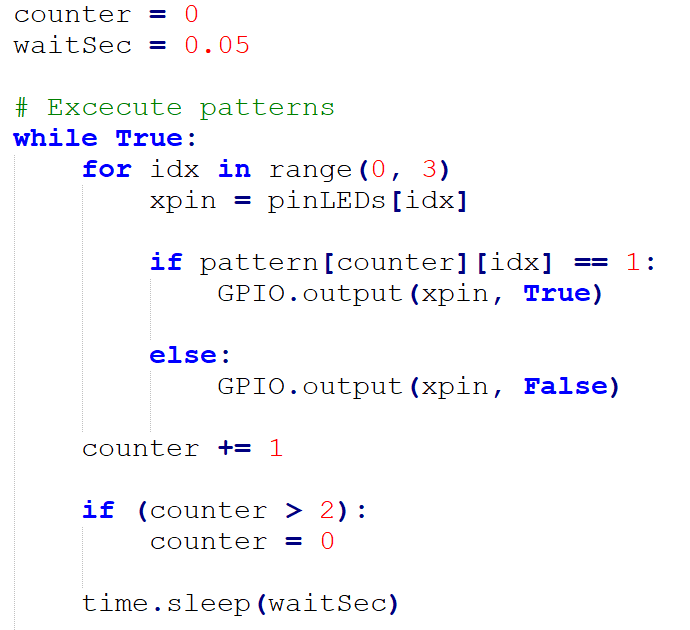 counter = 0
waitSec = 0.05
# Excecute patterns
while True:
for idx in range(0, 3)
xpin = pinLEDs[idx]
if pattern[counter][idx] == 1:
GPIO.output(xpin, True)
else:
GPIO.output(xpin, False)
counter += 1
if (counter > 2):
counter = 0
time.sleep(waitSec)